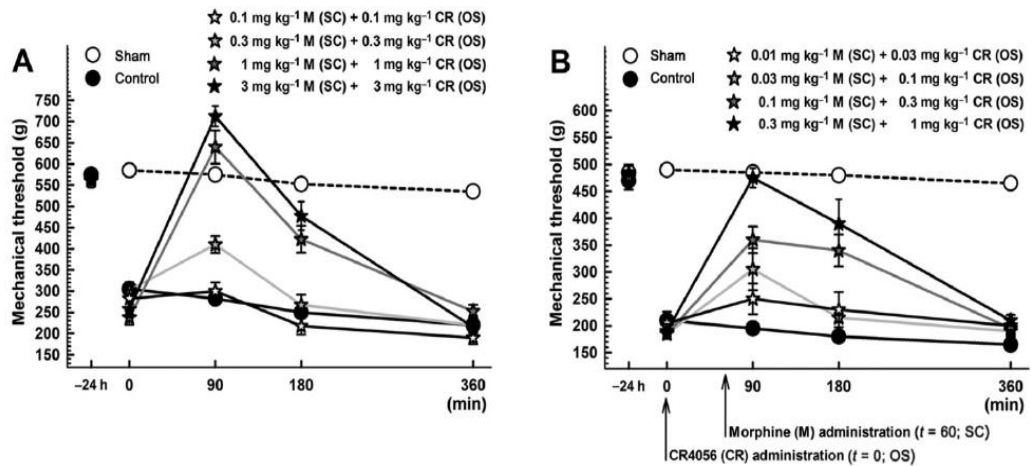 A
Sham
Control
0.1 mg kg⁻¹ M (SC) + 0.1 mg kg⁻¹ CR (OS)
0.3 mg kg⁻¹ M (SC) + 0.3 mg kg⁻¹ CR (OS)
1 mg kg⁻¹ M (SC) + 1 mg kg⁻¹ CR (OS)
3 mg kg⁻¹ M (SC) + 3 mg kg⁻¹ CR (OS)
Mechanical threshold (g)
750
700
650
600
550
500
450
400
350
300
250
200
150
–24 h 0 90 180 360
(min)
B
Sham
Control
0.01 mg kg⁻¹ M (SC) + 0.03 mg kg⁻¹ CR (OS)
0.03 mg kg⁻¹ M (SC) + 0.1 mg kg⁻¹ CR (OS)
0.1 mg kg⁻¹ M (SC) + 0.3 mg kg⁻¹ CR (OS)
0.3 mg kg⁻¹ M (SC) + 1 mg kg⁻¹ CR (OS)
Mechanical threshold (g)
600
550
500
450
400
350
300
250
200
150
–24 h 0 90 180 360
(min)
Morphine (M) administration (t = 60; SC)
CR4056 (CR) administration (t = 0; OS)